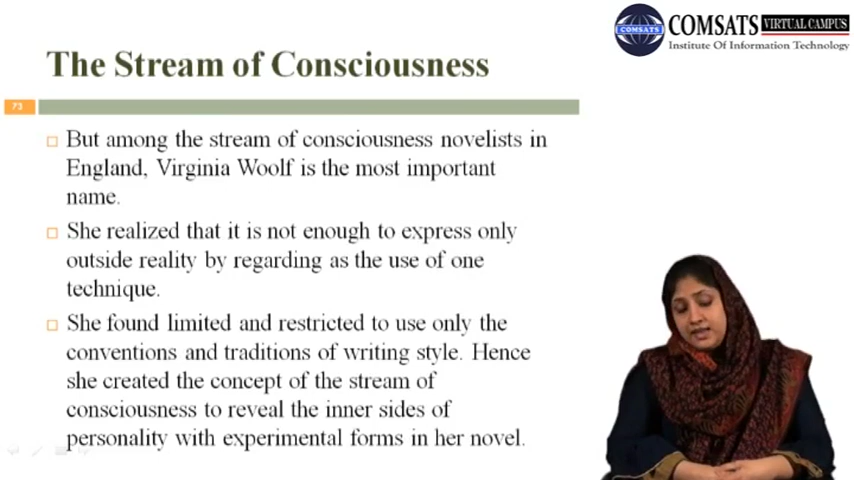 COMSATS VIRTUAL CAMPUS
COMSATS
Institute Of Information Technology
The Stream of Consciousness
73
But among the stream of consciousness novelists in
England, Virginia Woolf is the most important
name.
She realized that it is not enough to express only
outside reality by regarding as the use of one
technique.
She found limited and restricted to use only the
conventions and traditions of writing style. Hence
she created the concept of the stream of
consciousness to reveal the inner sides of
personality with experimental forms in her novel.